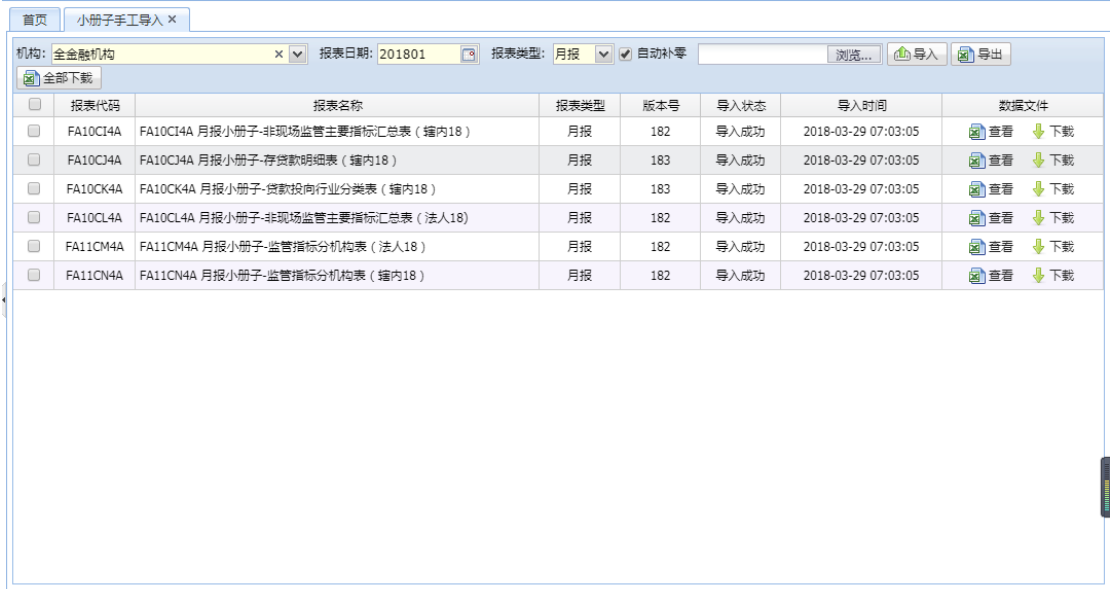 首页 小册子手工导入 ×
机构: 全金融机构 × 报表日期: 201801 报表类型: 月报 自动补零 浏览... 导入 导出
全部下载
报表代码 报表名称 报表类型 版本号 导入状态 导入时间 数据文件
FA10CI4A FA10CI4A 月报小册子-非现场监管主要指标汇总表 ( 辖内18 ) 月报 182 导入成功 2018-03-29 07:03:05 查看 下载
FA10CJ4A FA10CJ4A 月报小册子-存贷款明细表 ( 辖内18 ) 月报 183 导入成功 2018-03-29 07:03:05 查看 下载
FA10CK4A FA10CK4A 月报小册子-贷款投向行业分类表 ( 辖内18 ) 月报 183 导入成功 2018-03-29 07:03:05 查看 下载
FA10CL4A FA10CL4A 月报小册子-非现场监管主要指标汇总表 ( 法人18) 月报 182 导入成功 2018-03-29 07:03:05 查看 下载
FA11CM4A FA11CM4A 月报小册子-监管指标分机构表 ( 法人18 ) 月报 182 导入成功 2018-03-29 07:03:05 查看 下载
FA11CN4A FA11CN4A 月报小册子-监管指标分机构表 ( 辖内18 ) 月报 182 导入成功 2018-03-29 07:03:05 查看 下载